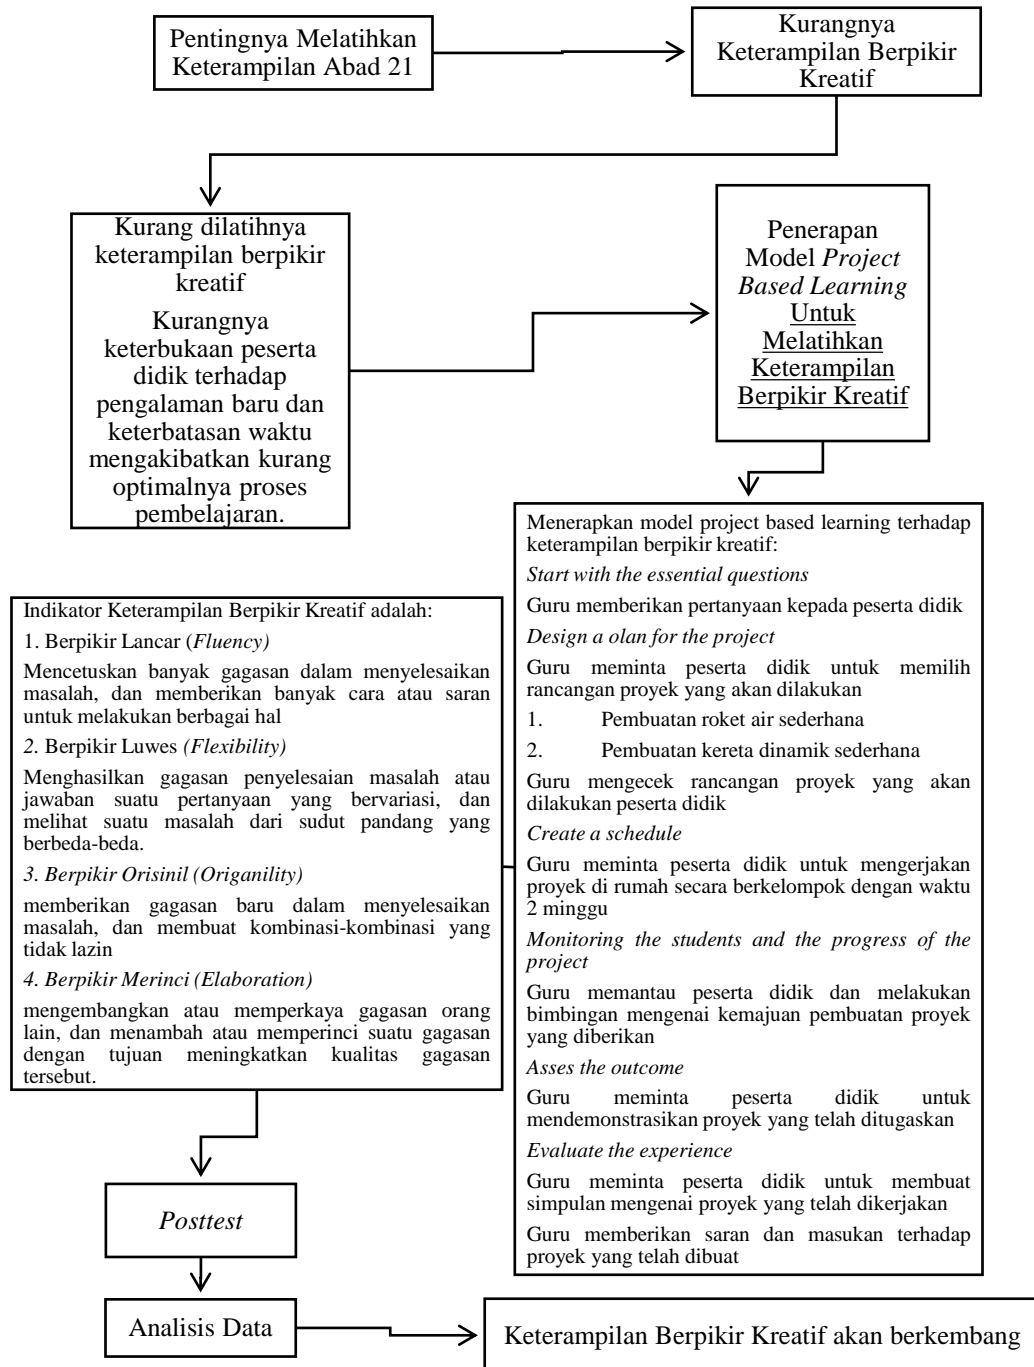 Pentingnya Melatihkan
Keterampilan Abad 21
Kurangnya
Keterampilan Berpikir
Kreatif
Kurang dilatihnya
keterampilan berpikir
kreatif
Kurangnya
keterbukaan peserta
didik terhadap
pengalaman baru dan
keterbatasan waktu
mengakibatkan kurang
optimalnya proses
pembelajaran.
Penerapan
Model Project
Based Learning
Untuk
Melatihkan
Keterampilan
Berpikir Kreatif
Menerapkan model project based learning terhadap
keterampilan berpikir kreatif:
Start with the essential questions
Guru memberikan pertanyaan kepada peserta didik
Design a olan for the project
Guru meminta peserta didik untuk memilih
rancangan proyek yang akan dilakukan
1. Pembuatan roket air sederhana
2. Pembuatan kereta dinamik sederhana
Guru mengecek rancangan proyek yang akan
dilakukan peserta didik
Create a schedule
Guru meminta peserta didik untuk mengerjakan
proyek di rumah secara berkelompok dengan waktu
2 minggu
Monitoring the students and the progress of the
project
Guru memantau peserta didik dan melakukan
bimbingan mengenai kemajuan pembuatan proyek
yang diberikan
Asses the outcome
Guru meminta peserta didik untuk
mendemonstrasikan proyek yang telah ditugaskan
Evaluate the experience
Guru meminta peserta didik untuk membuat
simpulan mengenai proyek yang telah dikerjakan
Guru memberikan saran dan masukan terhadap
proyek yang telah dibuat
Indikator Keterampilan Berpikir Kreatif adalah:
1. Berpikir Lancar (Fluency)
Mencetuskan banyak gagasan dalam menyelesaikan
masalah, dan memberikan banyak cara atau saran
untuk melakukan berbagai hal
2. Berpikir Luwes (Flexibility)
Menghasilkan gagasan penyelesaian masalah atau
jawaban suatu pertanyaan yang bervariasi, dan
melihat suatu masalah dari sudut pandang yang
berbeda-beda.
3. Berpikir Orisinil (Origanility)
memberikan gagasan baru dalam menyelesaikan
masalah, dan membuat kombinasi-kombinasi yang
tidak lazin
4. Berpikir Merinci (Elaboration)
mengembangkan atau memperkaya gagasan orang
lain, dan menambah atau memperinci suatu gagasan
dengan tujuan meningkatkan kualitas gagasan
tersebut.
Posttest
Analisis Data
Keterampilan Berpikir Kreatif akan berkembang